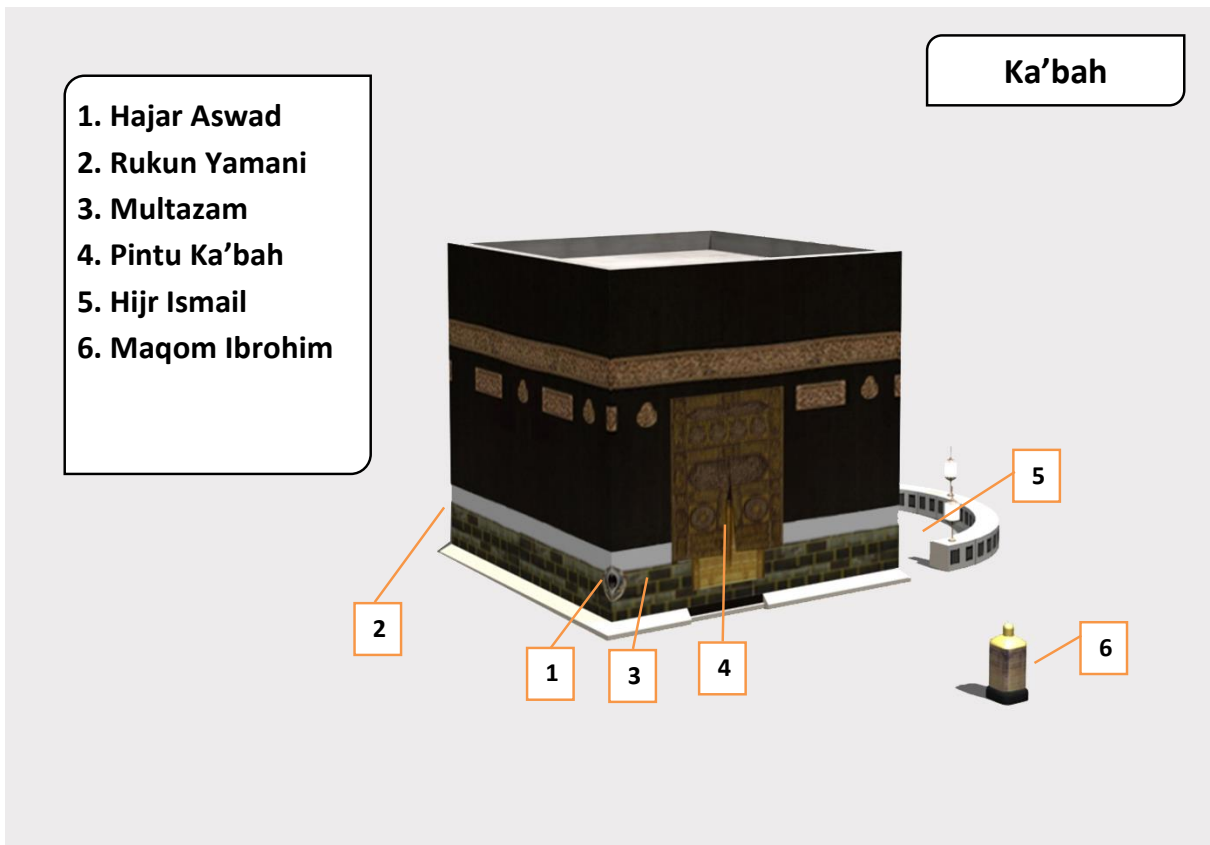 Ka’bah
1. Hajar Aswad
2. Rukun Yamani
3. Multazam
4. Pintu Ka’bah
5. Hijr Ismail
6. Maqom Ibrohim
5
2
1
3
4
6